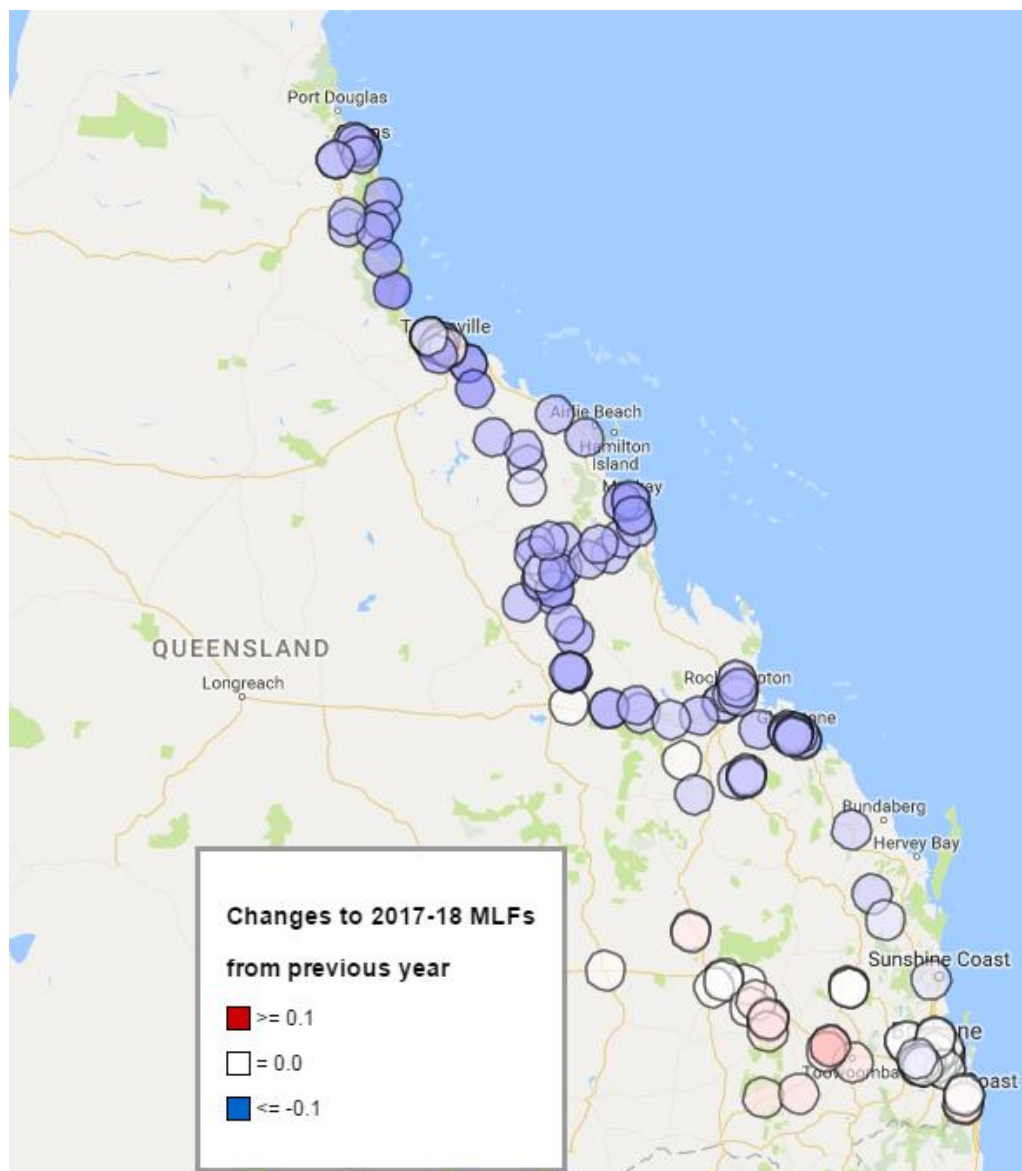 Port Douglas
Airlie Beach
Hamilton
Island
QUEENSLAND
Longreach
Bundaberg
Hervey Bay
Changes to 2017-18 MLFs
from previous year
>= 0.1
= 0.0
<= -0.1
Sunshine Coast
Toowoomba